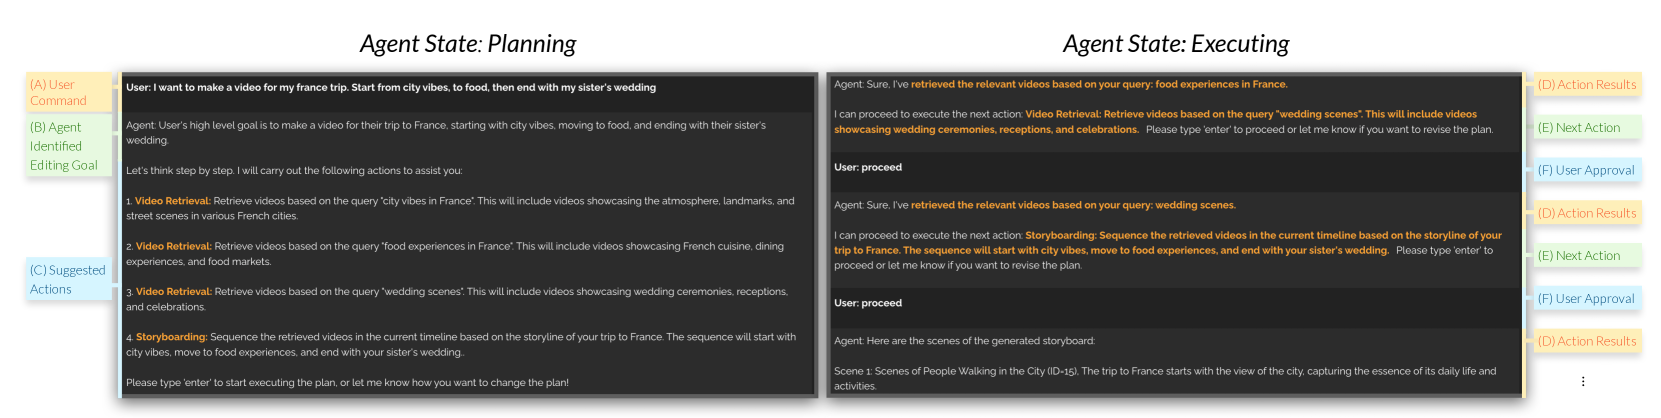 Agent State: Planning
(A) User
Command
(B) Agent
Identified
Editing Goal
(C) Suggested
Actions
User: I want to make a video for my france trip. Start from city vibes, to food, then end with my sister's wedding
Agent: User's high level goal is to make a video for their trip to France, starting with city vibes, moving to food, and ending with their sister's
wedding.
Let's think step by step. I will carry out the following actions to assist you:
1. Video Retrieval: Retrieve videos based on the query "city vibes in France". This will include videos showcasing the atmosphere, landmarks, and
street scenes in various French cities.
2. Video Retrieval: Retrieve videos based on the query "food experiences in France". This will include videos showcasing French cuisine, dining
experiences, and food markets.
3. Video Retrieval: Retrieve videos based on the query "wedding scenes". This will include videos showcasing wedding ceremonies, receptions,
and celebrations.
4. Storyboarding: Sequence the retrieved videos in the current timeline based on the storyline of your trip to France. The sequence will start with
city vibes, move to food experiences, and end with your sister's wedding..
Please type 'enter' to start executing the plan, or let me know how you want to change the plan!
Agent State: Executing
Agent: Sure, I've retrieved the relevant videos based on your query: food experiences in France.
I can proceed to execute the next action: Video Retrieval: Retrieve videos based on the query "wedding scenes". This will include videos
showcasing wedding ceremonies, receptions, and celebrations. Please type 'enter' to proceed or let me know if you want to revise the plan.
User: proceed
Agent: Sure, I've retrieved the relevant videos based on your query: wedding scenes.
I can proceed to execute the next action: Storyboarding: Sequence the retrieved videos in the current timeline based on the storyline of your
trip to France. The sequence will start with city vibes, move to food experiences, and end with your sister's wedding. Please type 'enter' to
proceed or let me know if you want to revise the plan.
User: proceed
Agent: Here are the scenes of the generated storyboard:
Scene 1: Scenes of People Walking in the City (ID=15). The trip to France starts with the view of the city, capturing the essence of its daily life and
activities.
(D) Action Results
(E) Next Action
(F) User Approval
(D) Action Results
(E) Next Action
(F) User Approval
(D) Action Results
⋮